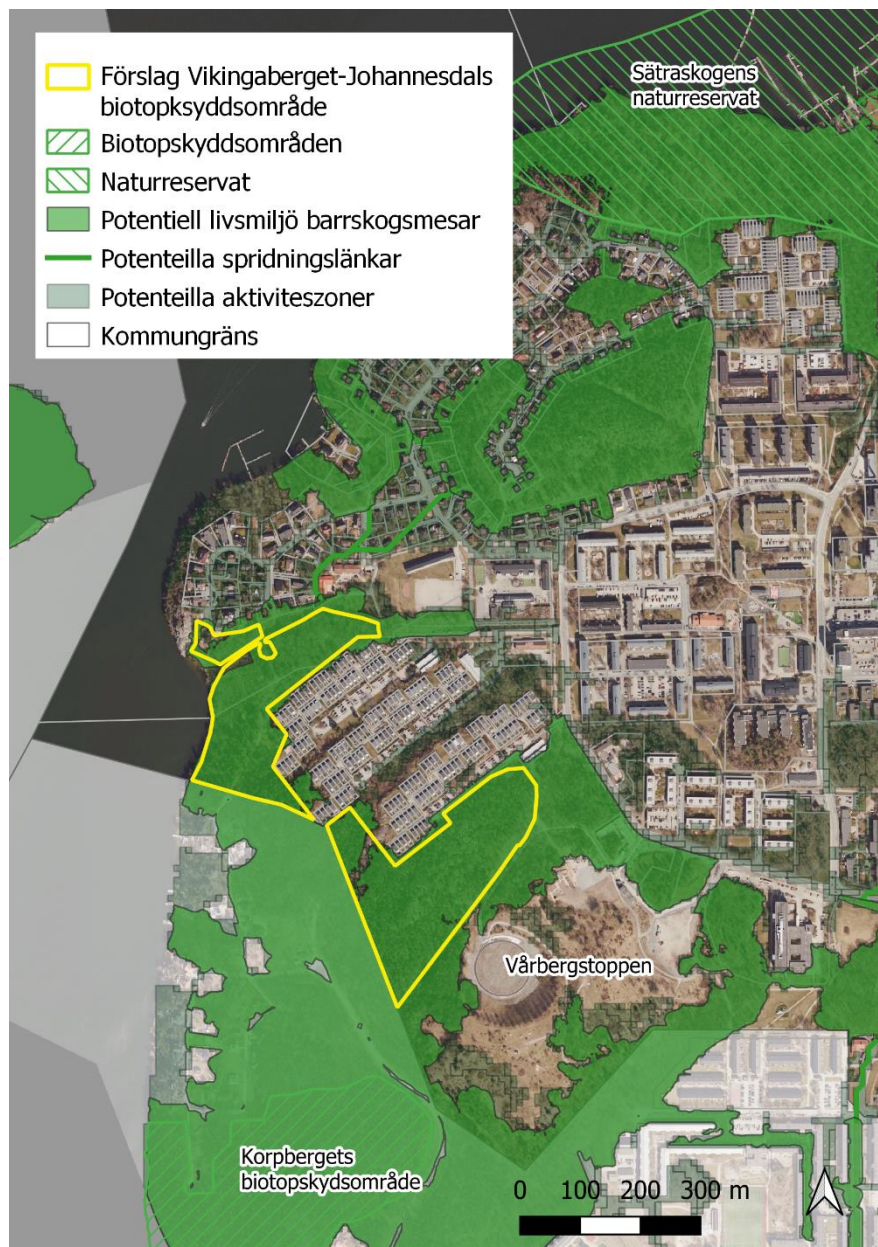 Förslag Vikingaberget-Johannesdals
biotopksyddsområde
Biotopskyddsområden
Naturreservat
Potentiell livsmiljö barrskogsmesar
Potenteilla spridningslänkar
Potenteilla aktiviteszoner
Kommungräns
Sätraskogens
naturreservat
Vårbergstoppen
Korpbergets
biotopskydsområde
0 100 200 300 m